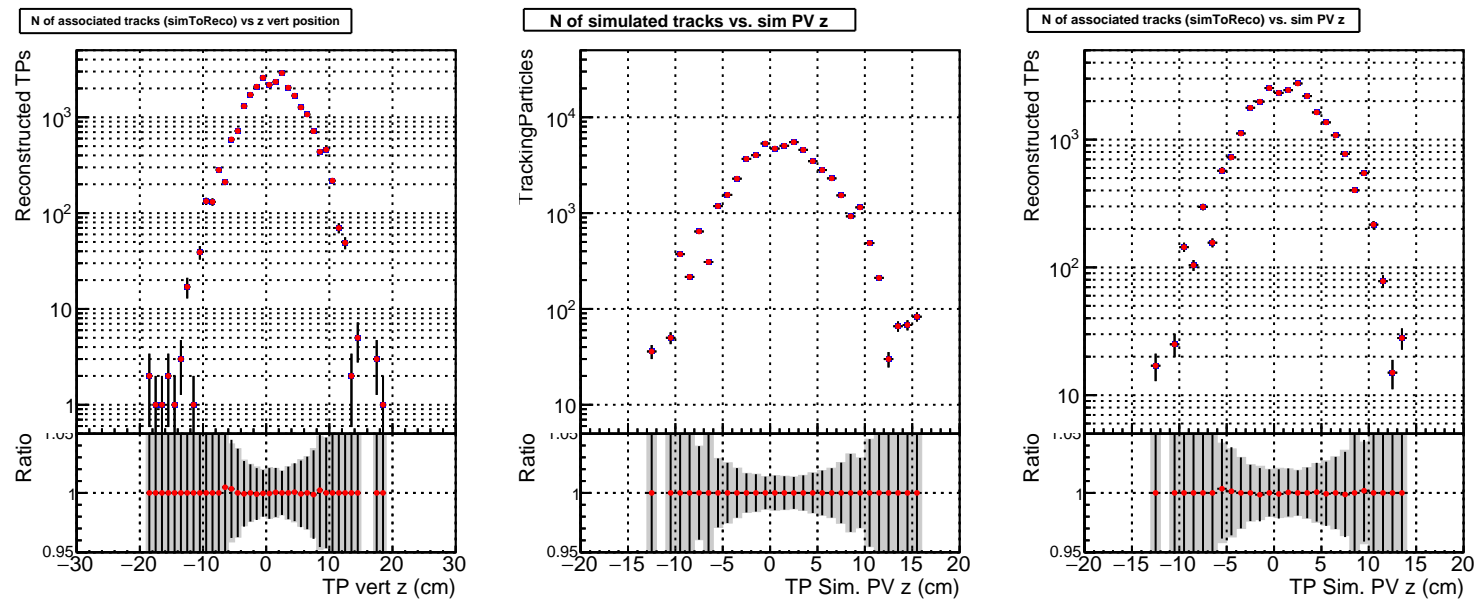 N of associated tracks (simToReco) vs z vert position
Reconstructed TPs
10³
10²
10
1
Ratio
1
0.95
−30 −20 −10 0 10 20 30
TP vert z (cm)
N of simulated tracks vs. sim PV z
TrackingParticles
10⁴
10³
10²
10
Ratio
1
0.95
−20 −15 −10 −5 0 5 10 15 20
TP Sim. PV z (cm)
N of associated tracks (simToReco) vs. sim PV z
Reconstructed TPs
10³
10²
10
Ratio
1
0.95
−20 −15 −10 −5 0 5 10 15 20
TP Sim. PV z (cm)